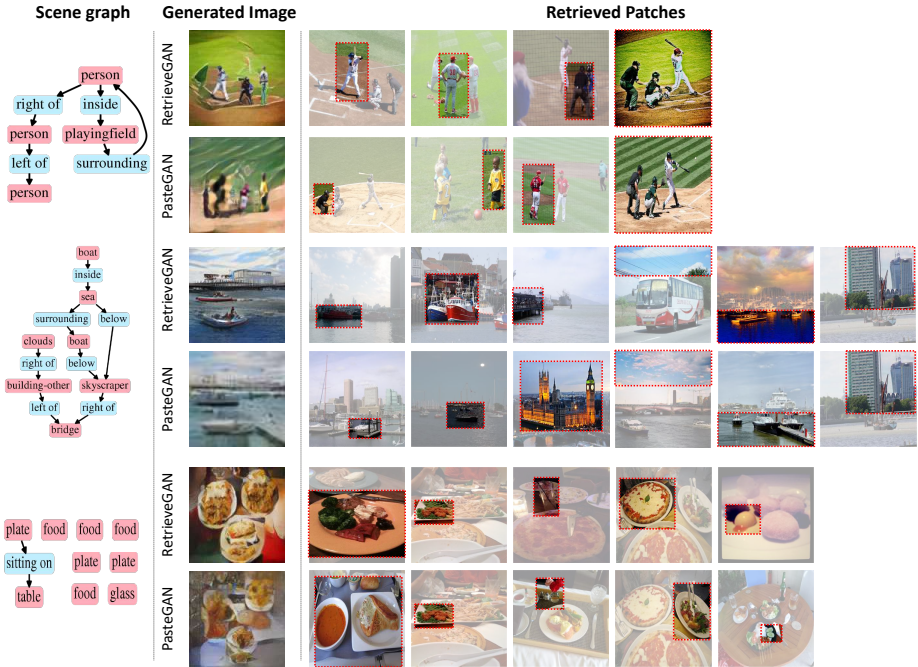 Scene graph
Generated Image
Retrieved Patches
person
right of
inside
person
playingfield
left of
surrounding
person
RetrieveGAN
PasteGAN
boat
inside
sea
surrounding
below
clouds
boat
right of
below
building-other
skyscraper
left of
right of
bridge
RetrieveGAN
PasteGAN
plate food food food
sitting on
plate plate
table
food glass
RetrieveGAN
PasteGAN